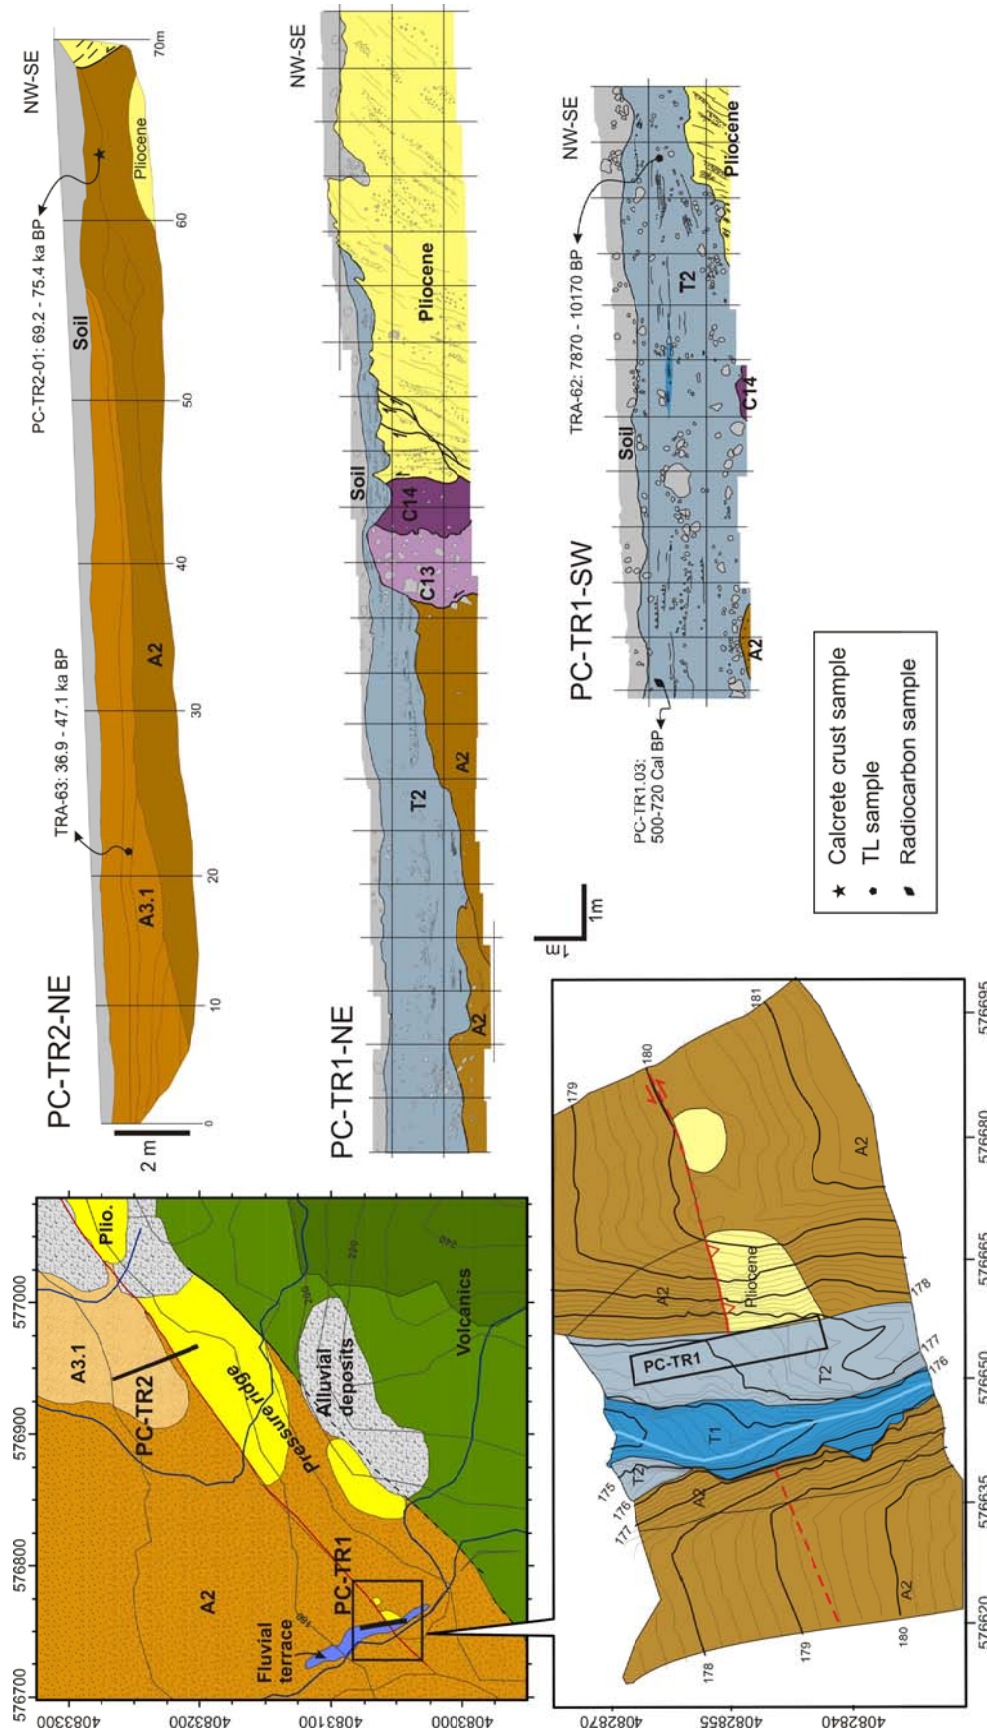 PC-TR2-NE
NW-SE
2 m
TRA-63: 36.9 - 47.1 ka BP
PC-TR2-01: 69.2 - 75.4 ka BP
Soil
A3.1
A2
Pliocene
0
10
20
30
40
50
60
70m
PC-TR1-NE
NW-SE
Soil
T2
A2
A2
C13
C14
Pliocene
1m
1m
PC-TR1-SW
NW-SE
PC-TR1.03:
500-720 Cal BP
TRA-62: 7870 - 10170 BP
Soil
T2
A2
C14
Pliocene
Calcrete crust sample
TL sample
Radiocarbon sample
576700
576800
576900
577000
4083300
4083200
4083100
4083000
A3.1
PC-TR2
Plio.
Pressure ridge
Alluvial
deposits
Volcanics
A2
PC-TR1
Fluvial
terrace
180
200
220
240
4082870
4082855
4082840
576620
576635
576650
576665
576680
576695
PC-TR1
T2
T2
T1
A2
A2
A2
A2
Pliocene
175
176
177
178
179
180
176
177
178
179
180
181